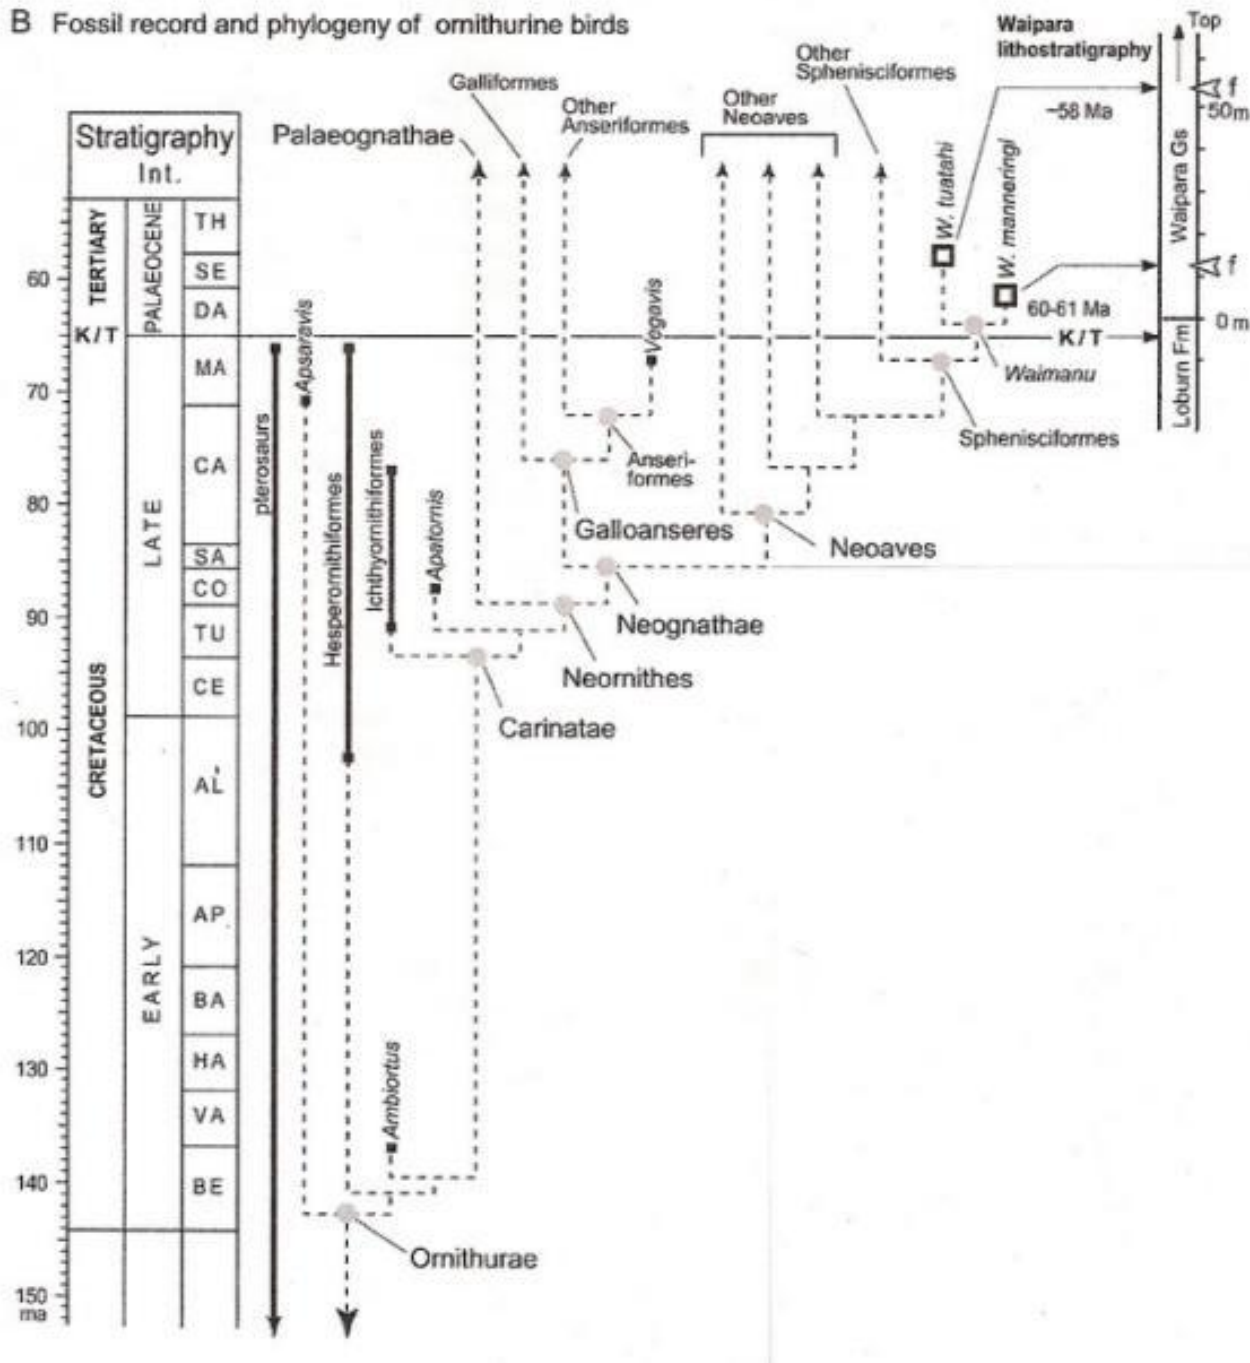 B Fossil record and phylogeny of ornithurine birds
Waipara
lithostratigraphy
Top
Other
Sphenisciformes
Galliformes
Other
Anseriformes
Other
Neoaves
Palaeognathae
Stratigraphy
Int.
~58 Ma
f
50m
W. tuatahi
W. manneringi
Waipara Gs
f
60-61 Ma
0 m
K/T
Loburn Fm
Waimanu
Sphenisciformes
TERTIARY
PALAEOCENE
TH
SE
DA
K/T
CRETACEOUS
LATE
MA
CA
SA
CO
TU
CE
EARLY
AL
AP
BA
HA
VA
BE
60
70
80
90
100
110
120
130
140
150
ma
pterosaurs
Apsaravis
Hesperornithiformes
Ichthyornithiformes
Apatornis
Vegavis
Anseri-
formes
Galloanseres
Neoaves
Neognathae
Neornithes
Carinatae
Ambiortus
Ornithurae